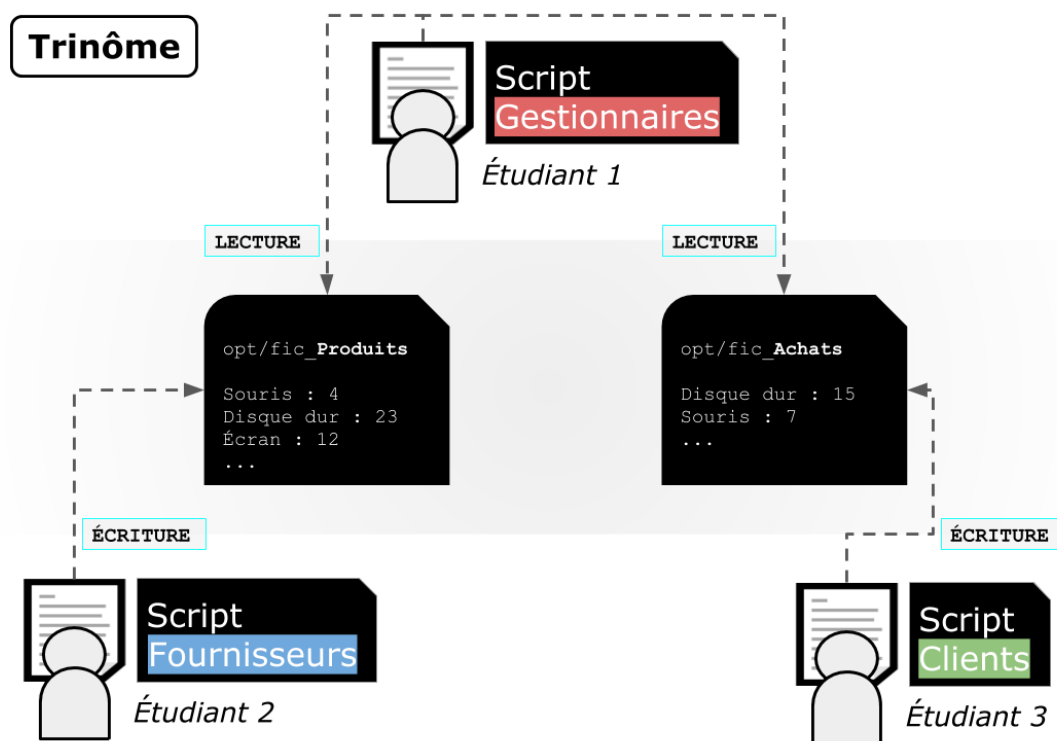 Trinôme
Script
Gestionnaires
Étudiant 1
LECTURE
LECTURE
opt/fic_Produits
Souris : 4
Disque dur : 23
Écran : 12
...
opt/fic_Achats
Disque dur : 15
Souris : 7
...
ÉCRITURE
ÉCRITURE
Script
Fournisseurs
Étudiant 2
Script
Clients
Étudiant 3